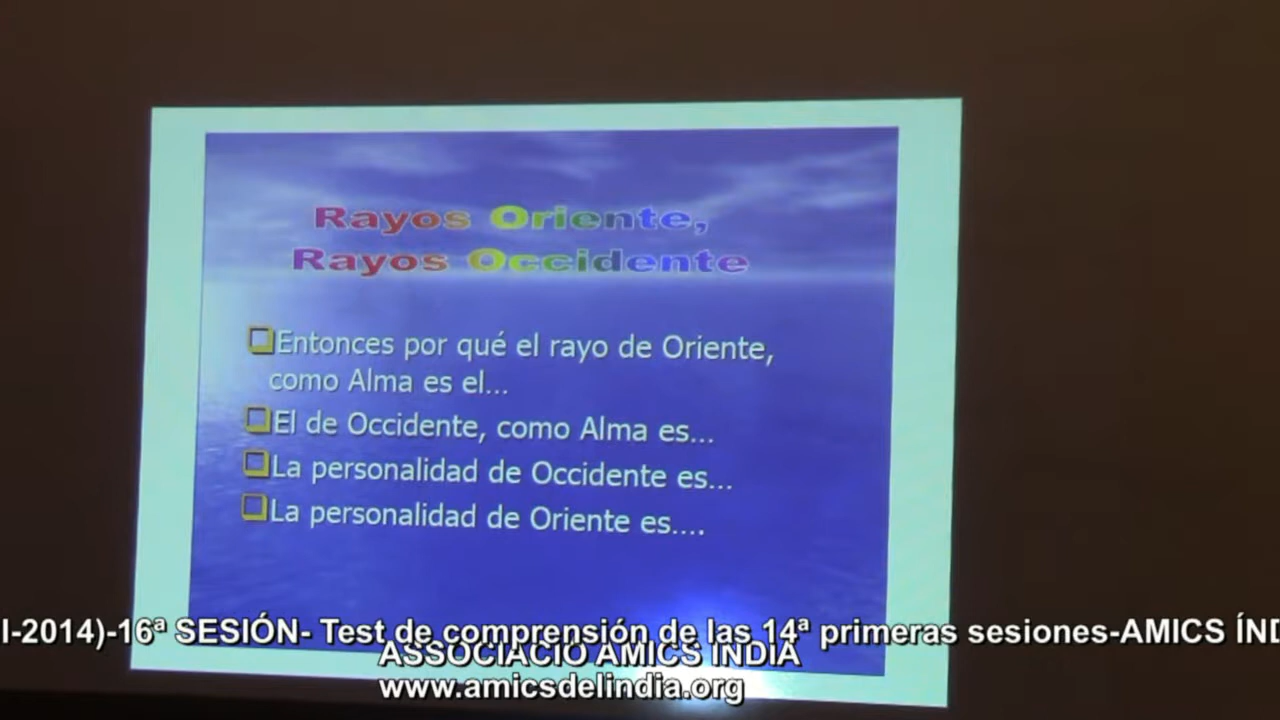 Rayos Oriente,
Rayos Occidente
Entonces por qué el rayo de Oriente,
como Alma es el...
El de Occidente, como Alma es...
La personalidad de Occidente es...
La personalidad de Oriente es....
I-2014)-16ª SESIÓN- Test de comprensión de las 14ª primeras sesiones-AMICS ÍND
ASSOCIACIÓ AMICS ÍNDIA
www.amicsdelindia.org